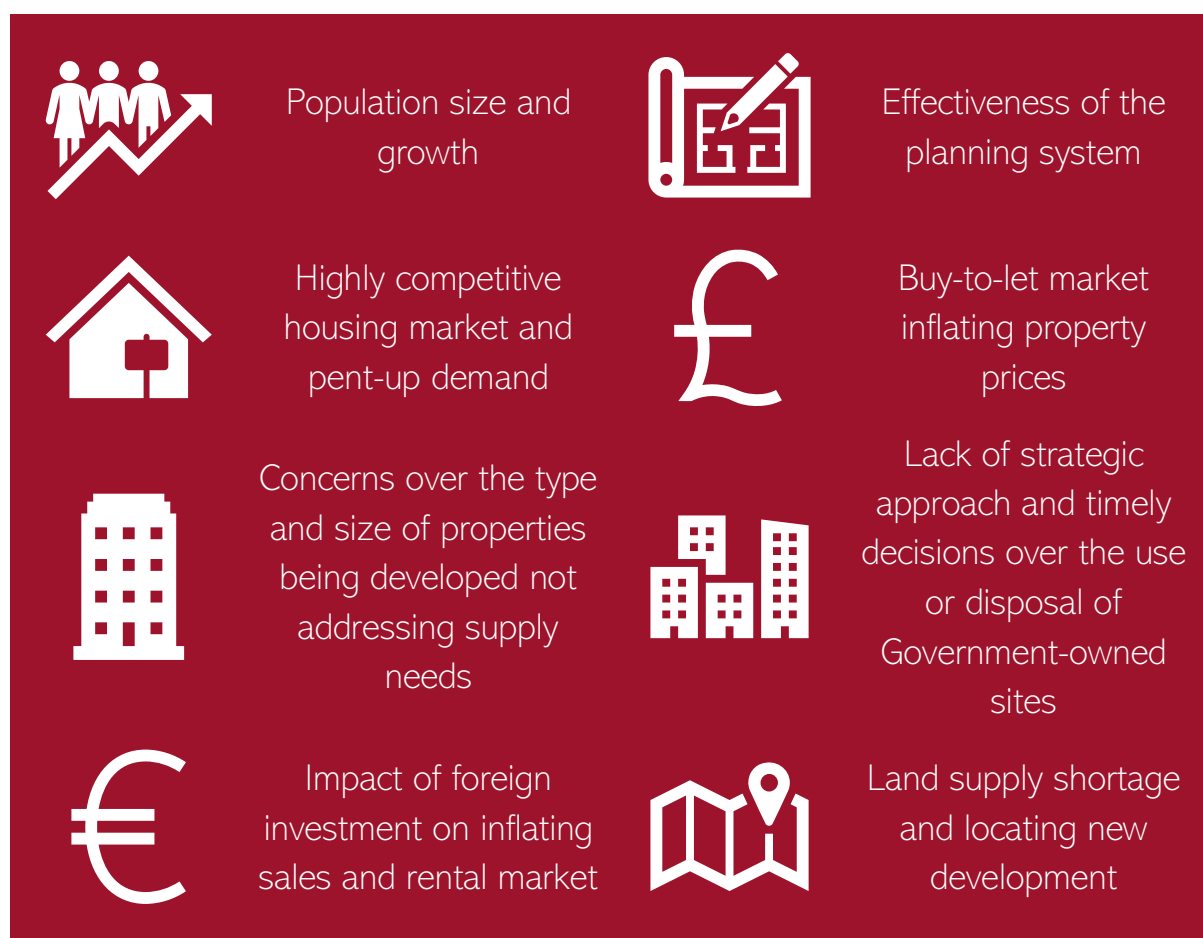 Population size and
growth
Effectiveness of the
planning system
Highly competitive
housing market and
pent-up demand
Buy-to-let market
inflating property
prices
Concerns over the type
and size of properties
being developed not
addressing supply
needs
Lack of strategic
approach and timely
decisions over the use
or disposal of
Government-owned
sites
Impact of foreign
investment on inflating
sales and rental market
Land supply shortage
and locating new
development